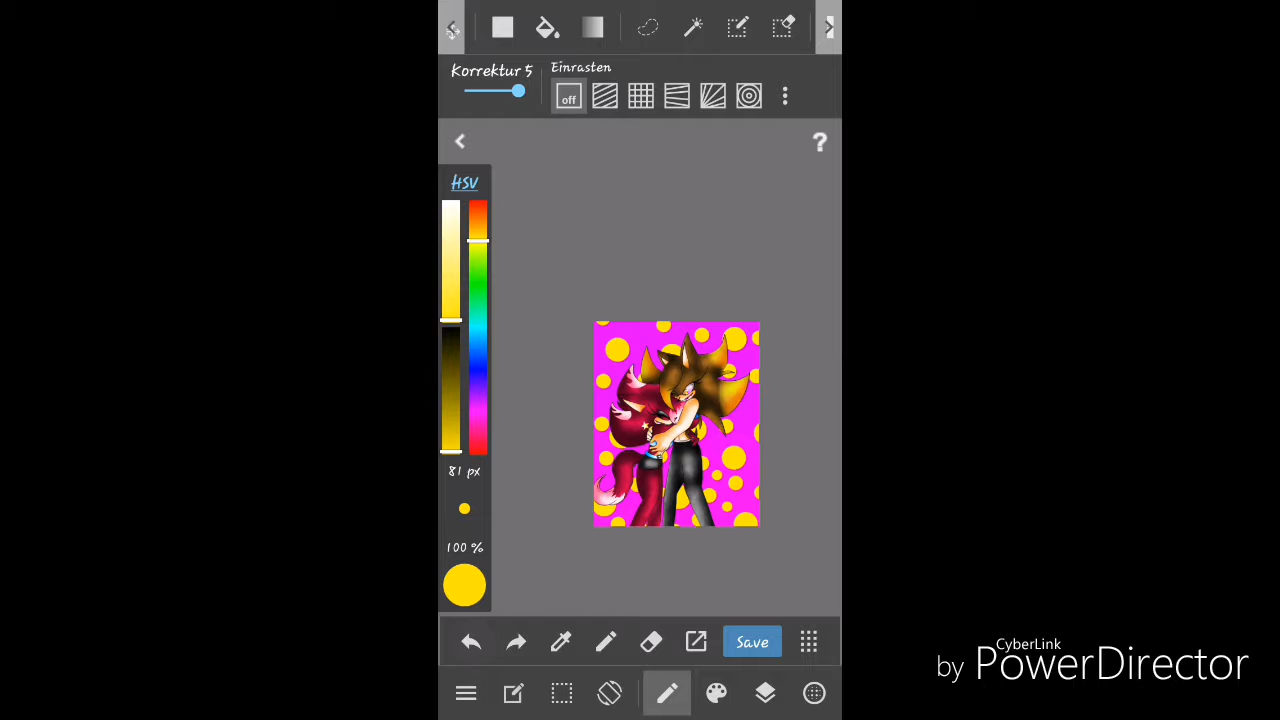 Korrektur 5
Einrasten
off
?
HSV
81 px
100 %
Save
CyberLink
by PowerDirector